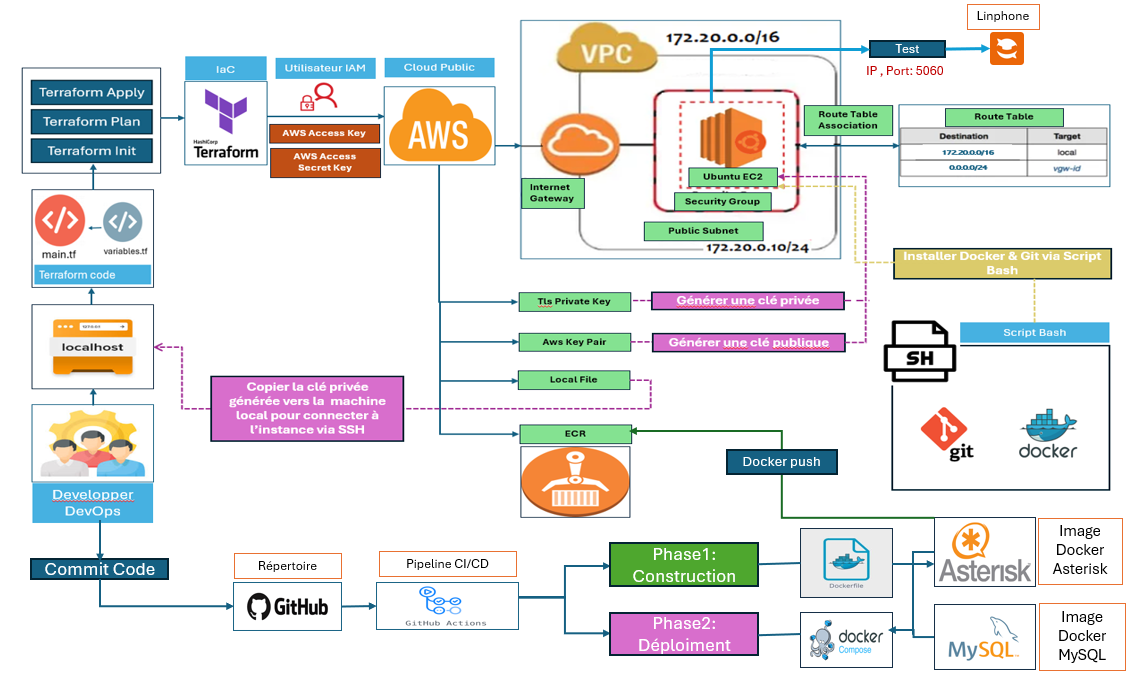 Linphone
172.20.0.0/16
VPC
Test
IP , Port: 5060
IaC
Utilisateur IAM
Cloud Public
Terraform Apply
Terraform Plan
Terraform Init
HashiCorp
Terraform
AWS Access Key
AWS Access
Secret Key
AWS
Internet
Gateway
Ubuntu EC2
Security Group
Public Subnet
172.20.0.10/24
Route Table
Association
Route Table
Destination
Target
172.20.0.0/16
local
0.0.0.0/24
vgw-id
main.tf
variables.tf
Terraform code
Installer Docker & Git via Script
Bash
Tls Private Key
Générer une clé privée
Aws Key Pair
Générer une clé publique
Local File
ECR
localhost
Copier la clé privée
générée vers la machine
local pour connecter à
l'instance via SSH
Script Bash
SH
git
docker
Docker push
Developper
DevOps
Commit Code
Répertoire
GitHub
Pipeline CI/CD
GitHub Actions
Phase1:
Construction
Phase2:
Déploiment
Dockerfile
docker
Compose
Asterisk
Image
Docker
Asterisk
MySQL
Image
Docker
MySQL